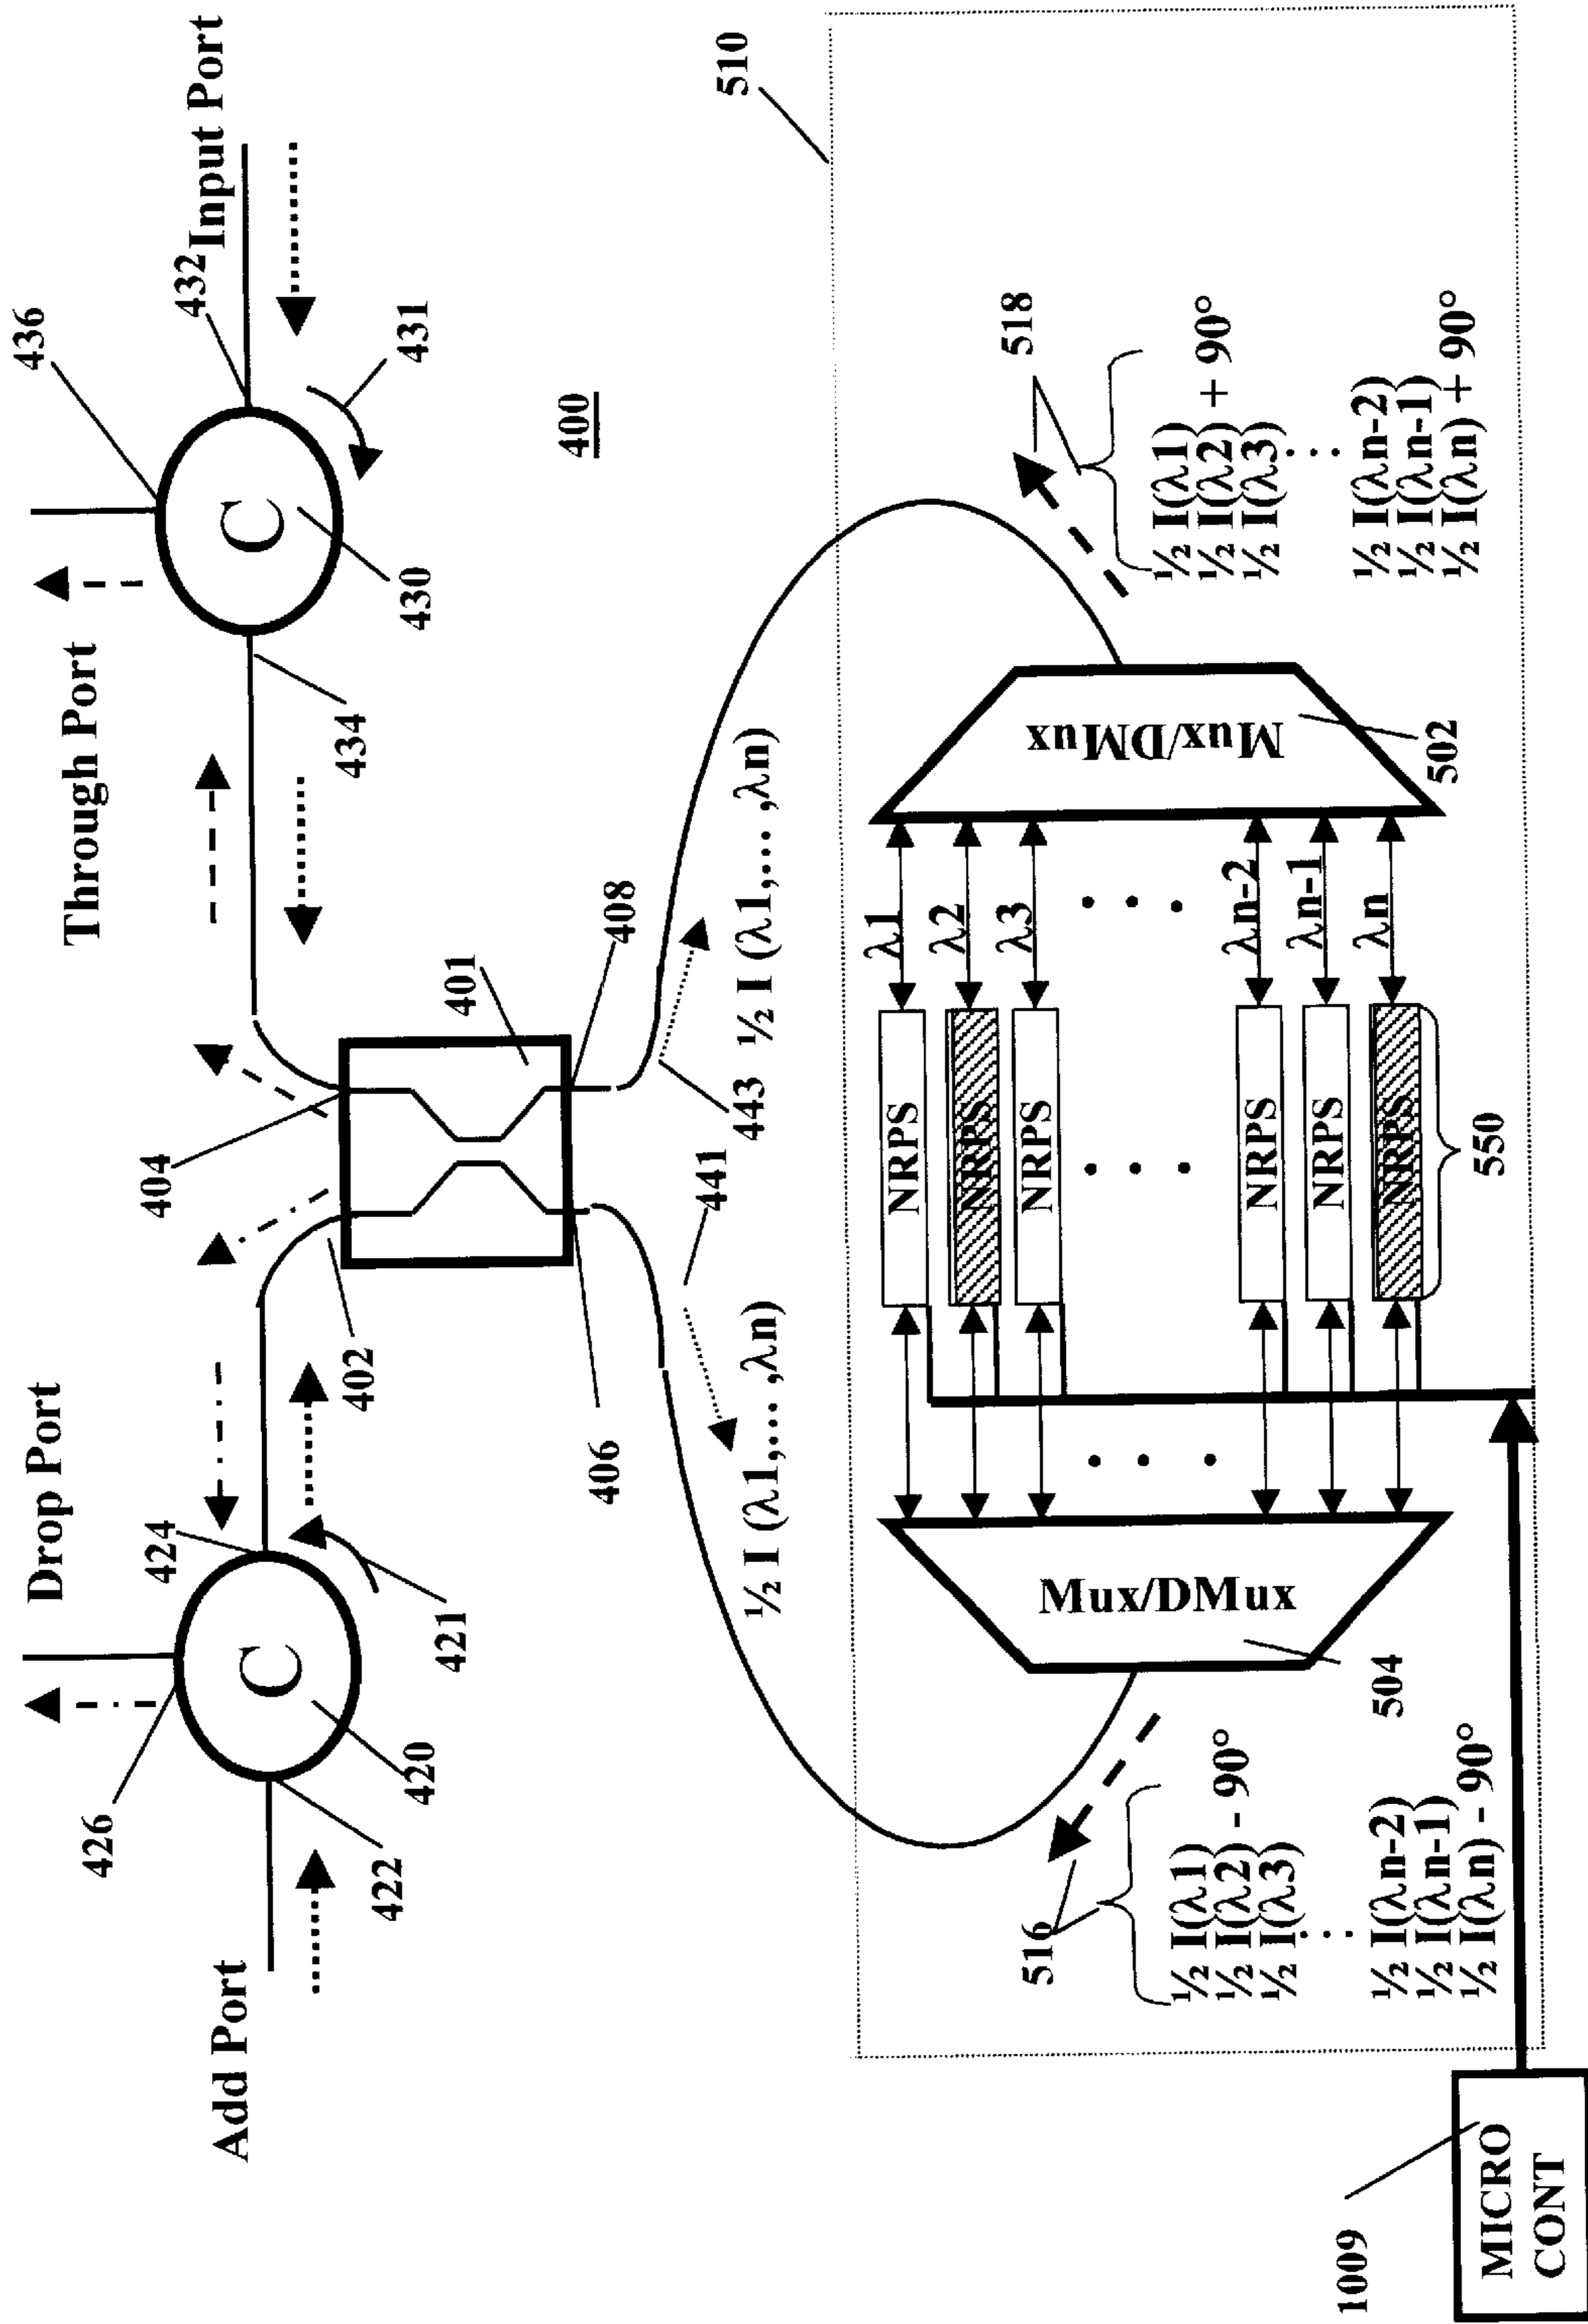 Add Port
Drop Port
Through Port
Input Port
426
424
436
432
C
C
422
420
421
402
404
434
430
431
400
401
406
408
441
443
½ I (λ1,... ,λn)
½ I (λ1,... ,λn)
510
516
518
½ I(λ1)
½ I(λ2) - 90°
½ I(λ3)
⋮
½ I(λn-2)
½ I(λn-1)
½ I(λn) - 90°
½ I(λ1)
½ I(λ2) + 90°
½ I(λ3)
⋮
½ I(λn-2)
½ I(λn-1)
½ I(λn) + 90°
Mux/DMux
504
Mux/DMux
502
NRPS
λ1
NRPS
λ2
NRPS
λ3
NRPS
λn-2
NRPS
λn-1
NRPS
λn
550
1009
MICRO
CONT